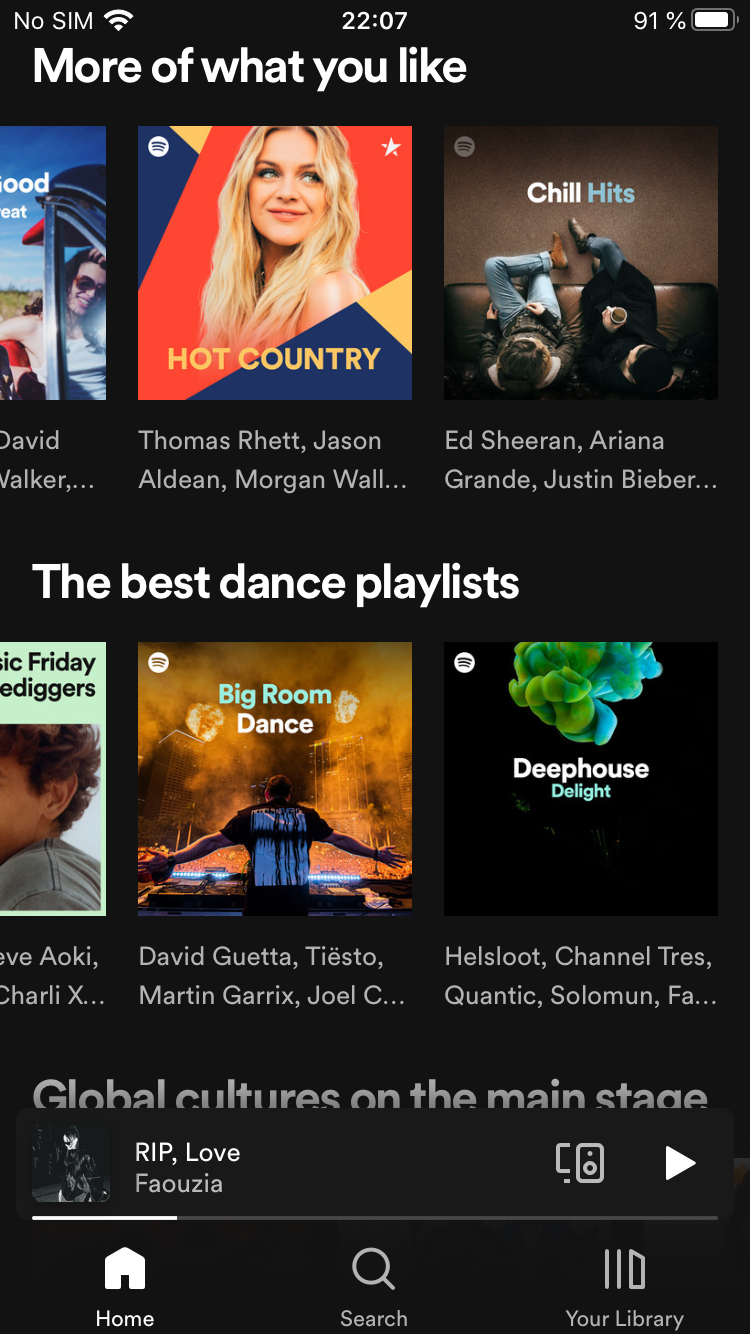 No SIM 22:07 91 %
More of what you like
Good
reat
HOT COUNTRY
Chill Hits
David
Walker,...
Thomas Rhett, Jason
Aldean, Morgan Wall...
Ed Sheeran, Ariana
Grande, Justin Bieber...
The best dance playlists
sic Friday
ediggers
Big Room
Dance
Deephouse
Delight
eve Aoki,
Charli X...
David Guetta, Tiësto,
Martin Garrix, Joel C...
Helsloot, Channel Tres,
Quantic, Solomun, Fa...
Global cultures on the main stage
RIP, Love
Faouzia
Home
Search
Your Library